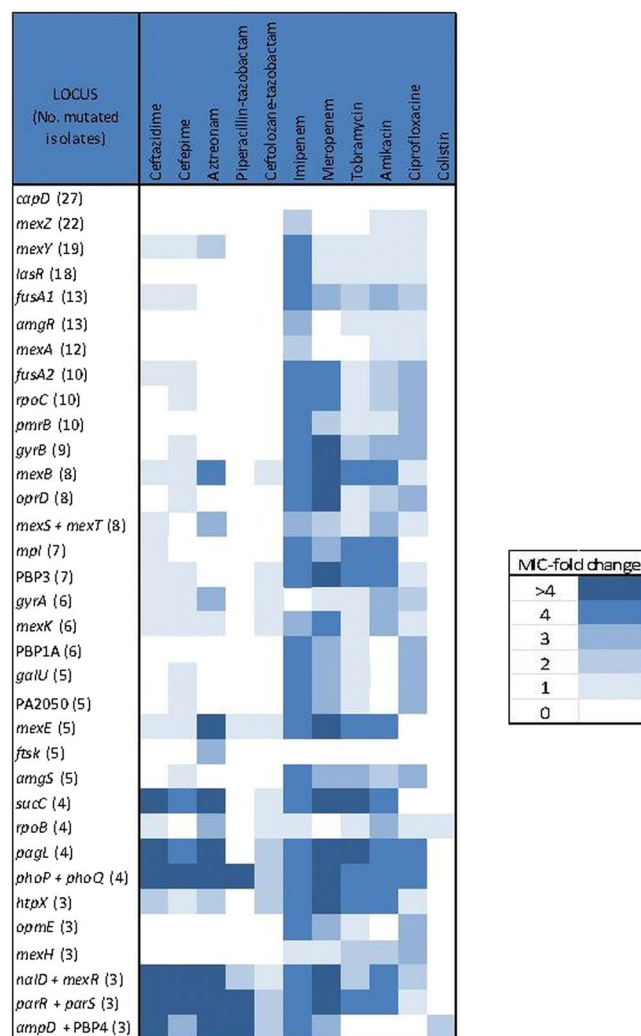 LOCUS
(No. mutated
isolates)
Ceftazidime
Cefepime
Aztreonam
Piperacillin-tazobactam
Ceftolozane-tazobactam
Imipenem
Meropenem
Tobramycin
Amikacin
Ciprofloxacine
Colistin
capD (27)
mexZ (22)
mexY (19)
lasR (18)
fusA1 (13)
amgR (13)
mexA (12)
fusA2 (10)
rpoC (10)
pmrB (10)
gyrB (9)
mexB (8)
oprD (8)
mexS + mexT (8)
mpl (7)
PBP3 (7)
gyrA (6)
mexK (6)
PBP1A (6)
galU (5)
PA2050 (5)
mexE (5)
ftsk (5)
amgS (5)
sucC (4)
rpoB (4)
pagL (4)
phoP + phoQ (4)
htpX (3)
opmE (3)
mexH (3)
nalD + mexR (3)
parR + parS (3)
ampD + PBP4 (3)
MIC-fold change
>4
4
3
2
1
0